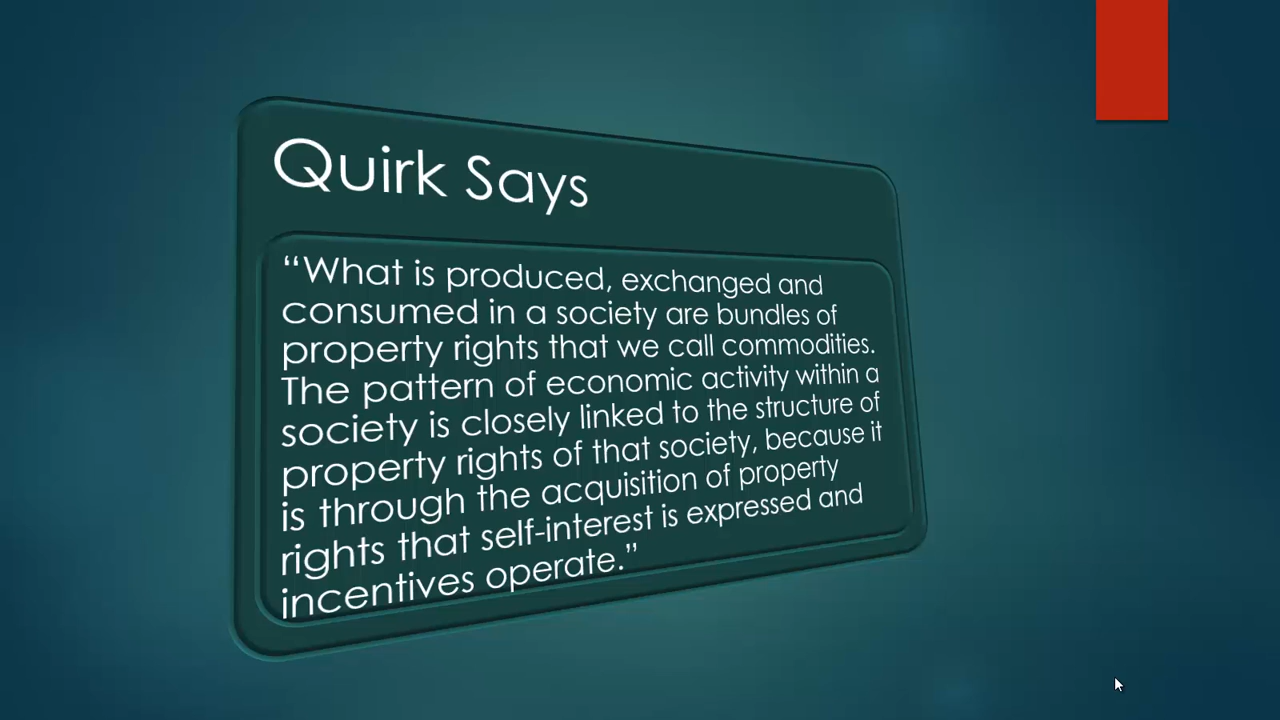 Quirk Says
“What is produced, exchanged and
consumed in a society are bundles of
property rights that we call commodities.
The pattern of economic activity within a
society is closely linked to the structure of
property rights of that society, because it
is through the acquisition of property
rights that self-interest is expressed and
incentives operate.”